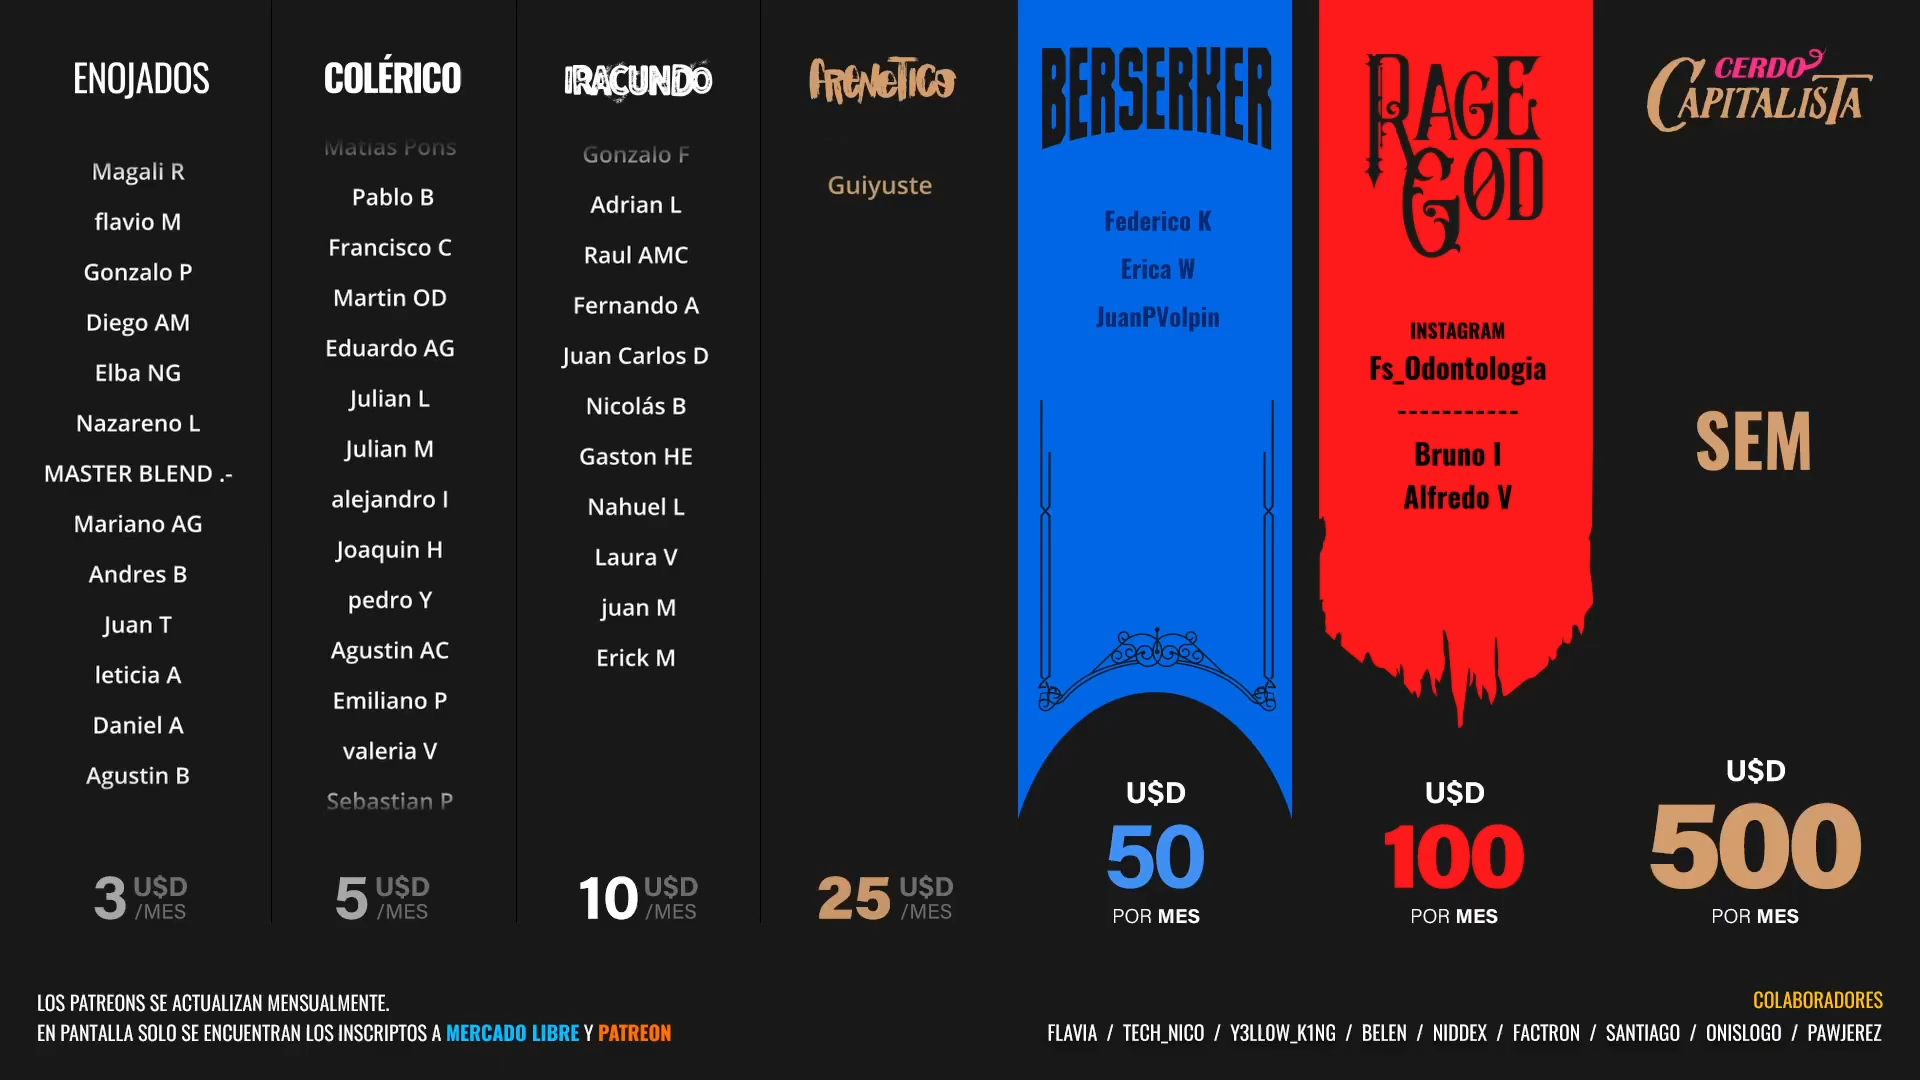 ENOJADOS
Magali R
flavio M
Gonzalo P
Diego AM
Elba NG
Nazareno L
MASTER BLEND .-
Mariano AG
Andres B
Juan T
leticia A
Daniel A
Agustin B
3 U$D
/MES
COLÉRICO
Matias Pons
Pablo B
Francisco C
Martin OD
Eduardo AG
Julian L
Julian M
alejandro I
Joaquin H
pedro Y
Agustin AC
Emiliano P
valeria V
Sebastian P
5 U$D
/MES
IRACUNDO
Gonzalo F
Adrian L
Raul AMC
Fernando A
Juan Carlos D
Nicolás B
Gaston HE
Nahuel L
Laura V
juan M
Erick M
10 U$D
/MES
FRENETICO
Guiyuste
25 U$D
/MES
BERSERKER
Federico K
Erica W
JuanPVolpin
U$D
50
POR MES
RAGE
GOD
INSTAGRAM
Fs_Odontologia
-----------
Bruno I
Alfredo V
U$D
100
POR MES
CERDO
CAPITALISTA
SEM
U$D
500
POR MES
LOS PATREONS SE ACTUALIZAN MENSUALMENTE.
EN PANTALLA SOLO SE ENCUENTRAN LOS INSCRIPTOS A MERCADO LIBRE Y PATREON
COLABORADORES
FLAVIA / TECH_NICO / Y3LLOW_K1NG / BELEN / NIDDEX / FACTRON / SANTIAGO / ONISLOGO / PAWJEREZ